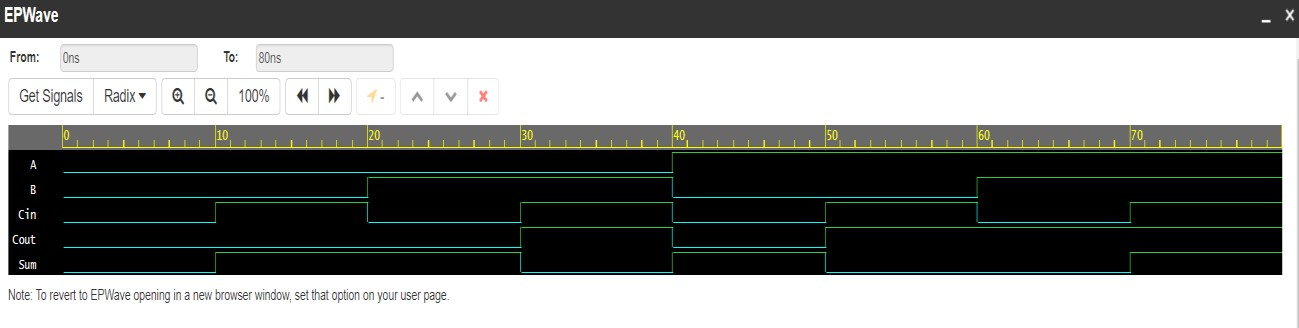 EPWave
From: 0ns To: 80ns
Get Signals Radix 100% -
0 10 20 30 40 50 60 70
A
B
Cin
Cout
Sum
Note: To revert to EPWave opening in a new browser window, set that option on your user page.